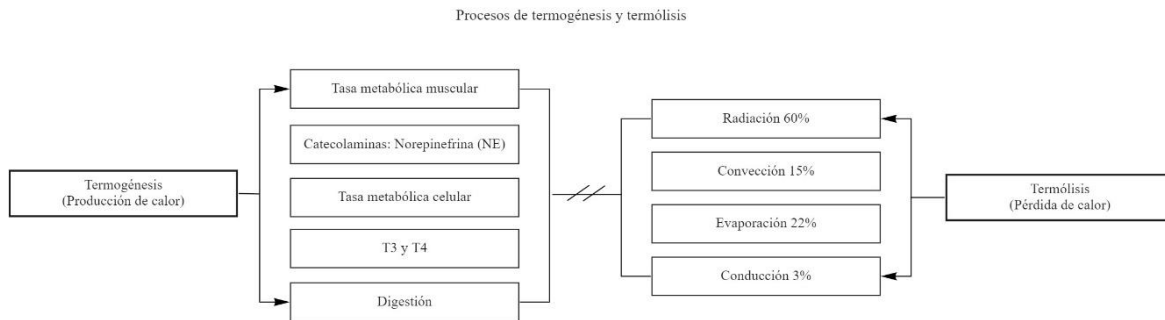 Procesos de termogénesis y termólisis
Termogénesis
(Producción de calor)
Tasa metabólica muscular
Catecolaminas: Norepinefrina (NE)
Tasa metabólica celular
T3 y T4
Digestión
Radiación 60%
Convección 15%
Evaporación 22%
Conducción 3%
Termólisis
(Pérdida de calor)